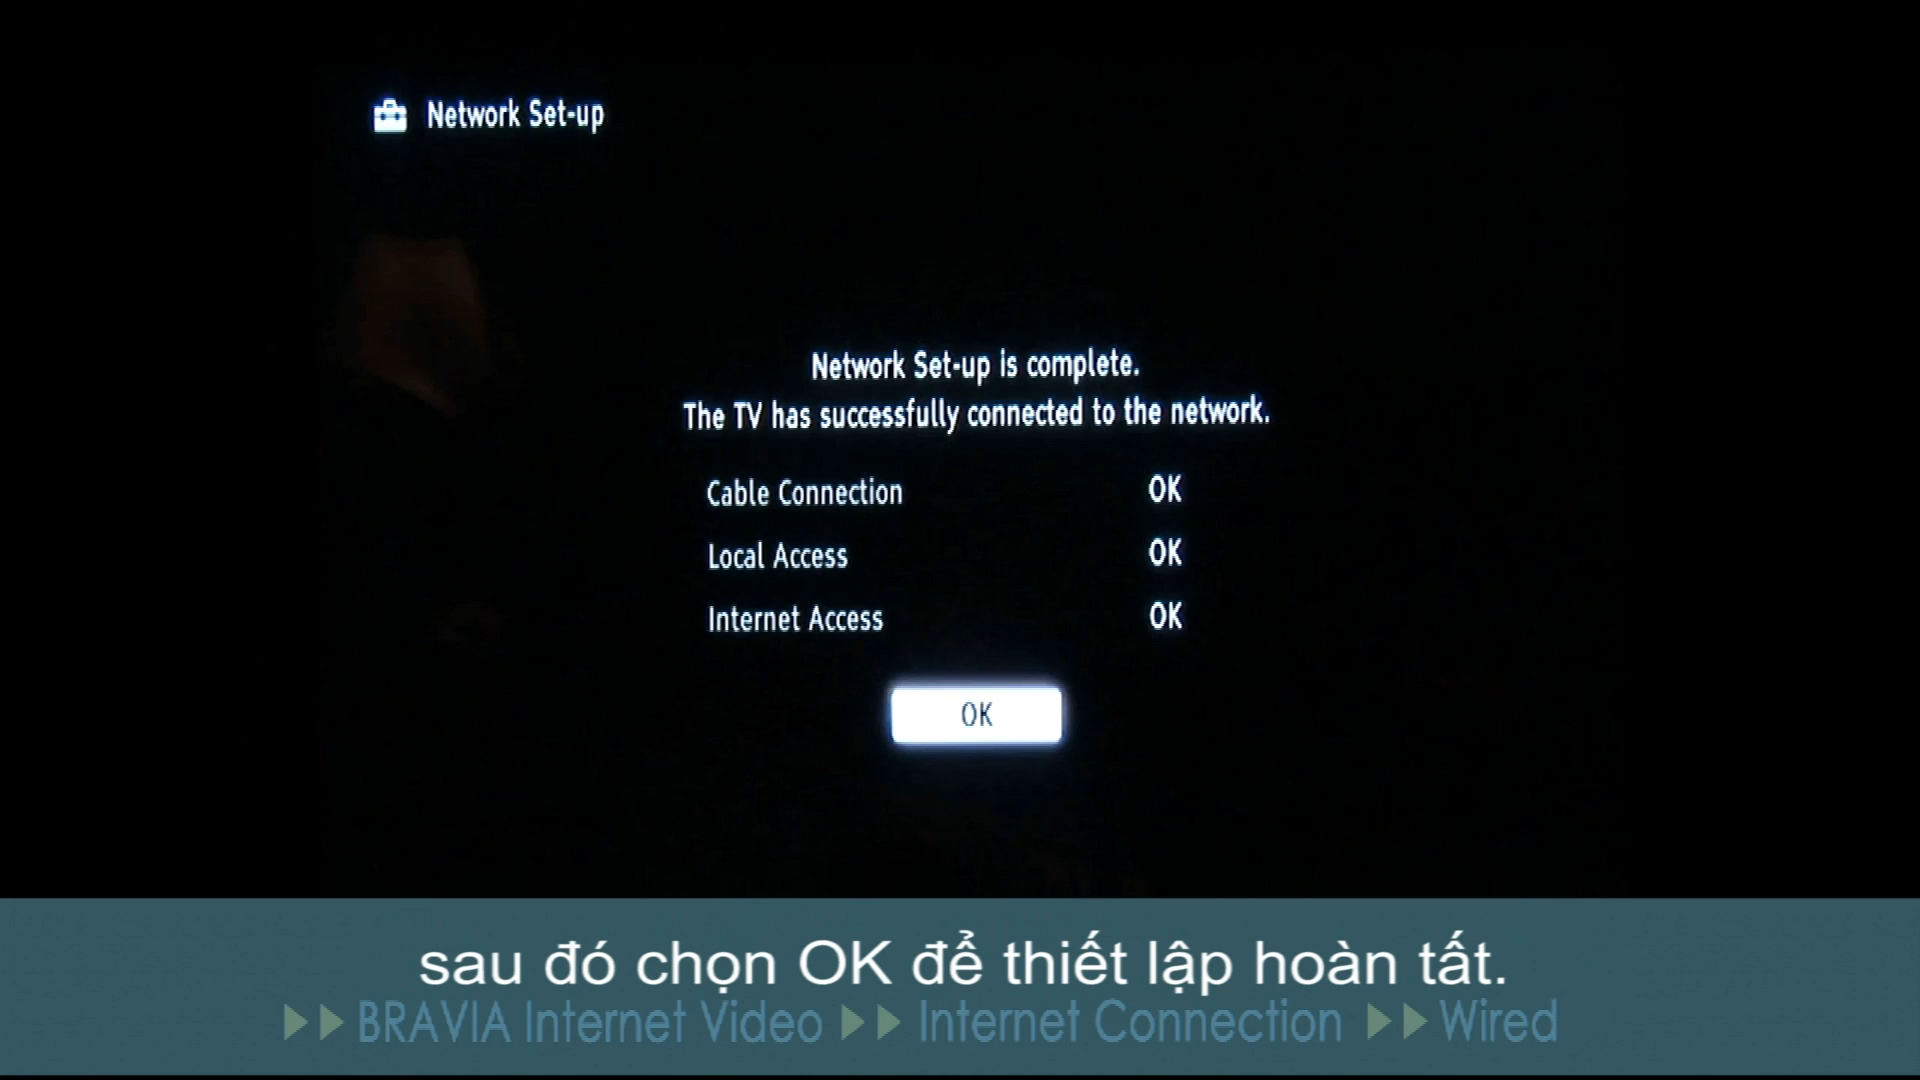 Network Set-up
Network Set-up is complete.
The TV has successfully connected to the network.
Cable Connection OK
Local Access OK
Internet Access OK
OK
sau đó chọn OK để thiết lập hoàn tất.
BRAVIA Internet Video Internet Connection Wired